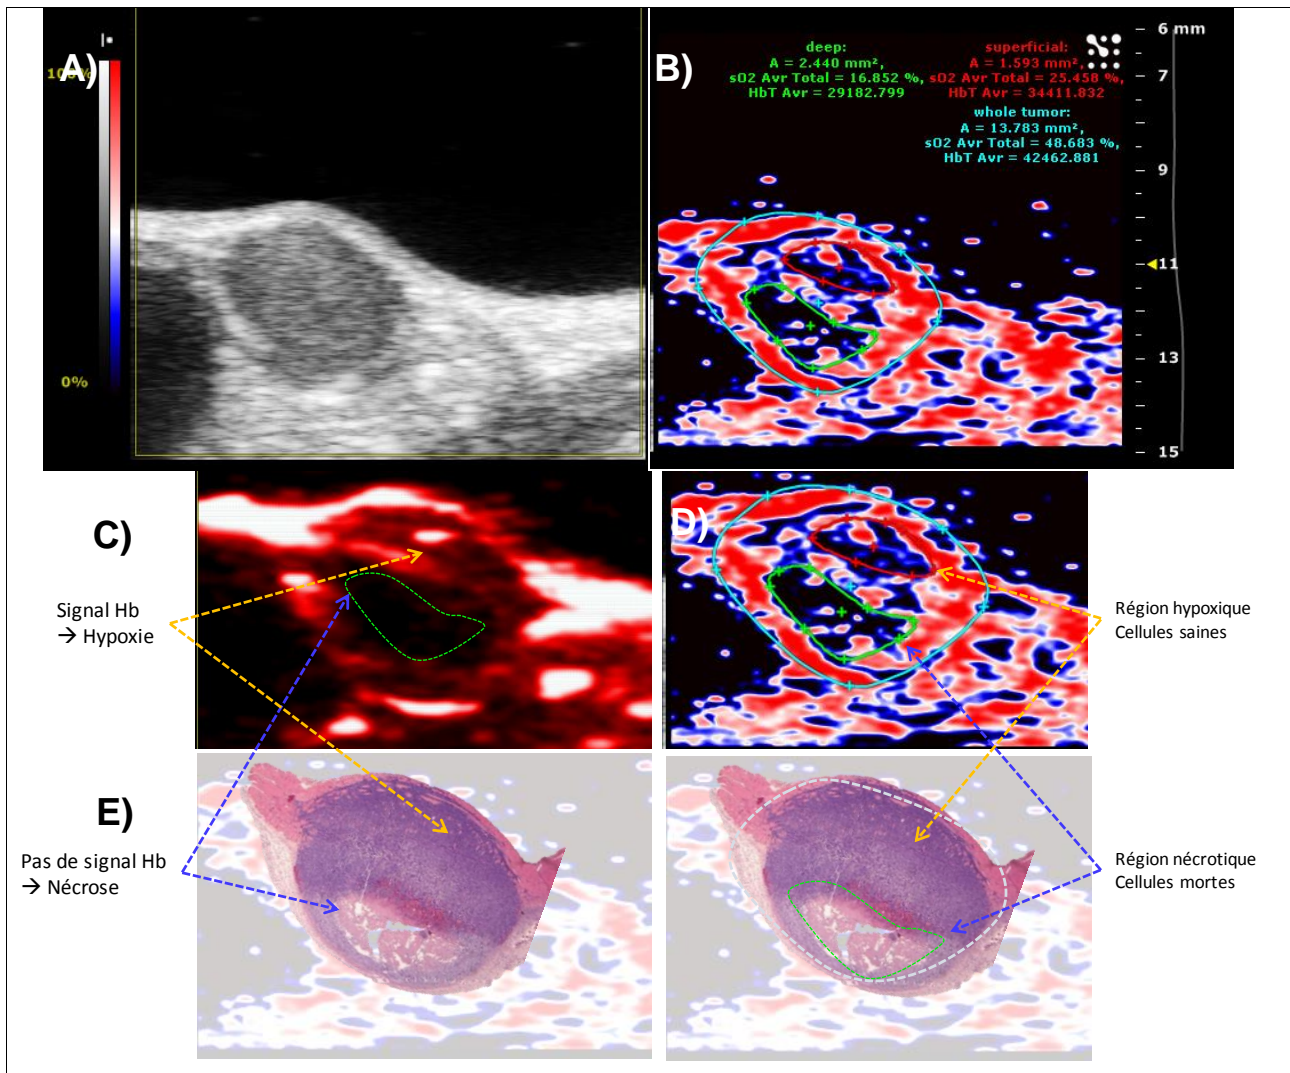 A)
100%
0%
B)
deep:
A = 2.440 mm²,
sO2 Avr Total = 16.852 %,
HbT Avr = 29182.799
superficial:
A = 1.593 mm²,
sO2 Avr Total = 25.458 %,
HbT Avr = 34411.832
whole tumor:
A = 13.783 mm²,
sO2 Avr Total = 48.683 %,
HbT Avr = 42462.881
6 mm
7
9
11
13
15
C)
D)
Signal Hb
→ Hypoxie
Région hypoxique
Cellules saines
E)
Pas de signal Hb
→ Nécrose
Région nécrotique
Cellules mortes